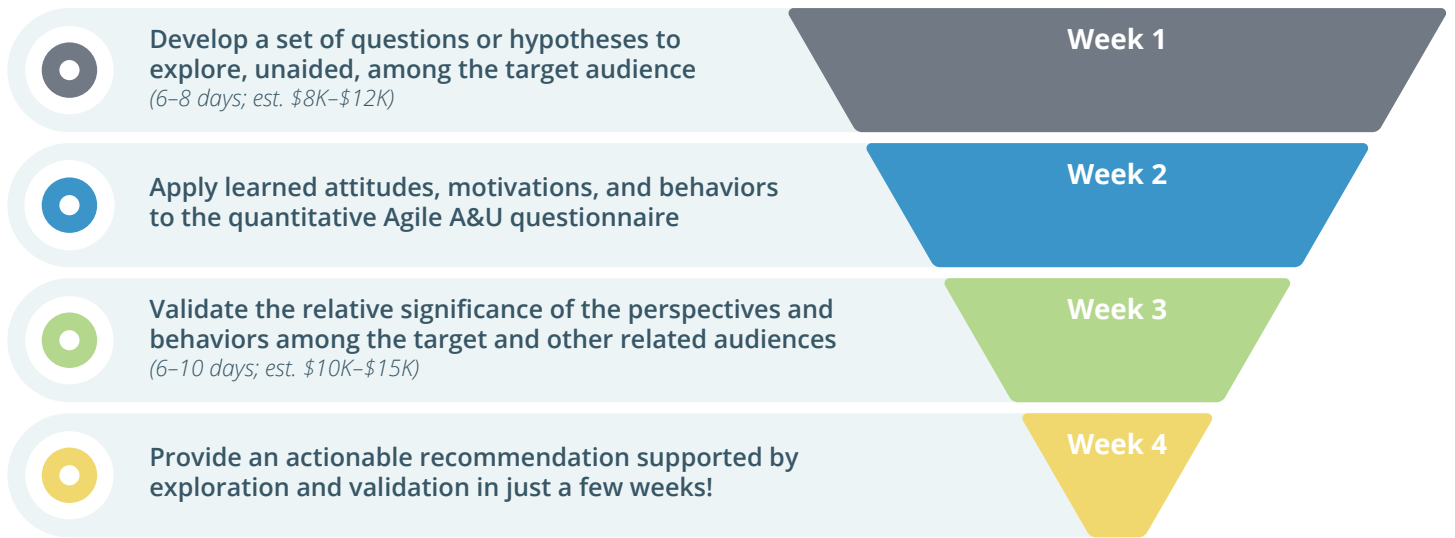 Develop a set of questions or hypotheses to
explore, unaided, among the target audience
(6–8 days; est. $8K–$12K)
Week 1
Apply learned attitudes, motivations, and behaviors
to the quantitative Agile A&U questionnaire
Week 2
Validate the relative significance of the perspectives and
behaviors among the target and other related audiences
(6–10 days; est. $10K–$15K)
Week 3
Provide an actionable recommendation supported by
exploration and validation in just a few weeks!
Week 4